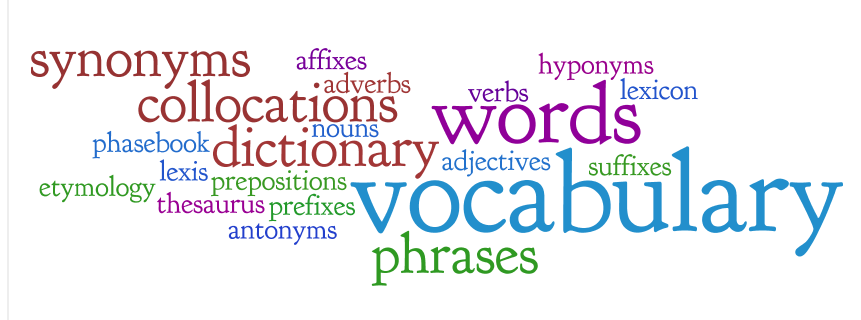 synonyms
affixes
hyponyms
adverbs
verbs
lexicon
collocations
words
nouns
phasebook
dictionary
adjectives
suffixes
lexis
etymology
prepositions
vocabulary
thesaurus
prefixes
antonyms
phrases